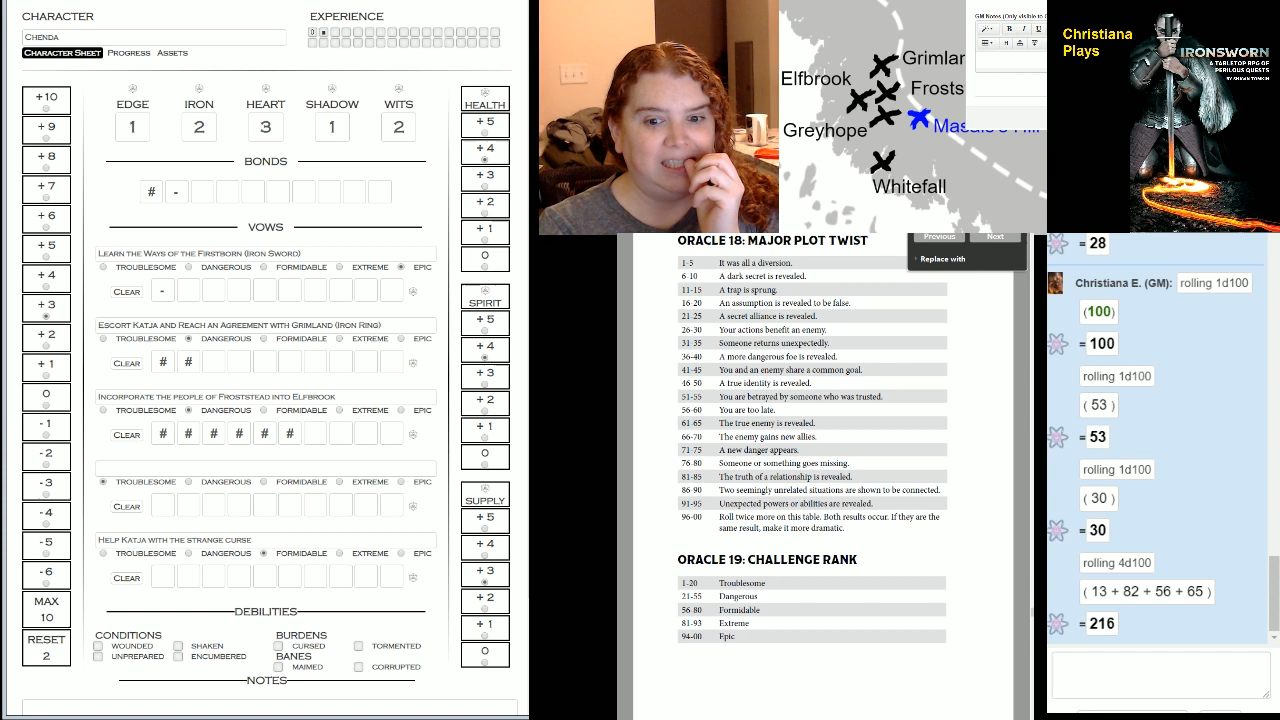 CHARACTER
CHENDA
CHARACTER SHEET PROGRESS ASSETS
EXPERIENCE
+10
+9
+8
+7
+6
+5
+4
+3
+2
+1
0
-1
-2
-3
-4
-5
-6
MAX
10
RESET
2
EDGE IRON HEART SHADOW WITS
1 2 3 1 2
BONDS
# -
VOWS
LEARN THE WAYS OF THE FIRSTBORN (IRON SWORD)
TROUBLESOME DANGEROUS FORMIDABLE EXTREME EPIC
CLEAR -
ESCORT KATJA AND REACH AN AGREEMENT WITH GRIMLAND (IRON RING)
TROUBLESOME DANGEROUS FORMIDABLE EXTREME EPIC
CLEAR # #
INCORPORATE THE PEOPLE OF FROSTSTEAD INTO ELFBROOK
TROUBLESOME DANGEROUS FORMIDABLE EXTREME EPIC
CLEAR # # # # # #
TROUBLESOME DANGEROUS FORMIDABLE EXTREME EPIC
CLEAR
HELP KATJA WITH THE STRANGE CURSE
TROUBLESOME DANGEROUS FORMIDABLE EXTREME EPIC
CLEAR
DEBILITIES
CONDITIONS
WOUNDED SHAKEN
UNPREPARED ENCUMBERED
BURDENS
CURSED TORMENTED
BANES
MAIMED CORRUPTED
NOTES
HEALTH
+5
+4
+3
+2
+1
0
SPIRIT
+5
+4
+3
+2
+1
0
SUPPLY
+5
+4
+3
+2
+1
0
Elfbrook
Grimlar
Frosts
Greyhope
Whitefall
GM Notes (Only visible to
B I U
Christiana
Plays
IRONSWORN
A TABLETOP RPG OF
PERILOUS QUESTS
BY SHAWN TOMKIN
Previous Next
Replace with
ORACLE 18: MAJOR PLOT TWIST
1-5 It was all a diversion.
6-10 A dark secret is revealed.
11-15 A trap is sprung.
16-20 An assumption is revealed to be false.
21-25 A secret alliance is revealed.
26-30 Your actions benefit an enemy.
31-35 Someone returns unexpectedly.
36-40 A more dangerous foe is revealed.
41-45 You and an enemy share a common goal.
46-50 A true identity is revealed.
51-55 You are betrayed by someone who was trusted.
56-60 You are too late.
61-65 The true enemy is revealed.
66-70 The enemy gains new allies.
71-75 A new danger appears.
76-80 Someone or something goes missing.
81-85 The truth of a relationship is revealed.
86-90 Two seemingly unrelated situations are shown to be connected.
91-95 Unexpected powers or abilities are revealed.
96-00 Roll twice more on this table. Both results occur. If they are the
same result, make it more dramatic.
ORACLE 19: CHALLENGE RANK
1-20 Troublesome
21-55 Dangerous
56-80 Formidable
81-93 Extreme
94-00 Epic
= 28
Christiana E. (GM): rolling 1d100
(100)
= 100
rolling 1d100
( 53 )
= 53
rolling 1d100
( 30 )
= 30
rolling 4d100
( 13 + 82 + 56 + 65 )
= 216